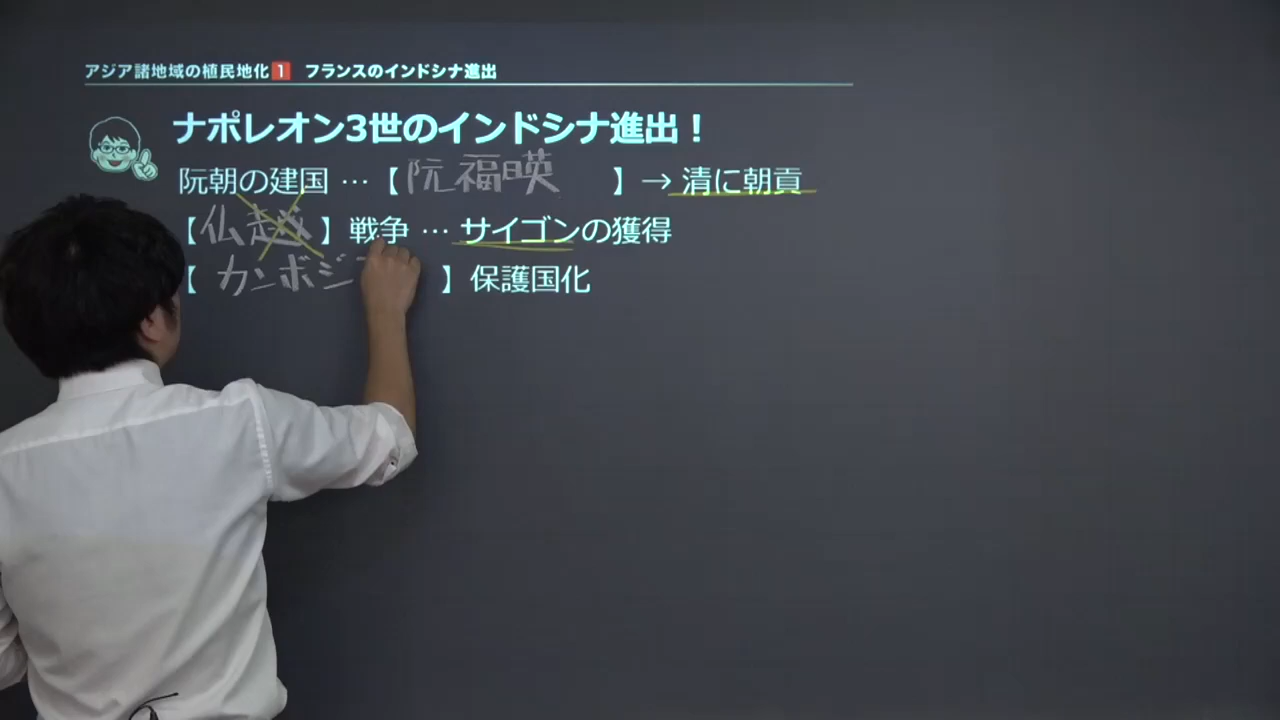 アジア諸地域の植民地化1 フランスのインドシナ進出
ナポレオン3世のインドシナ進出！
阮朝の建国 …【阮福暎 】→ 清に朝貢
【仏越】戦争 … サイゴンの獲得
【 カンボジア 】保護国化